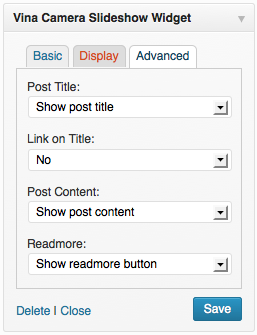 Vina Camera Slideshow Widget
Basic Display Advanced
Post Title:
Show post title
Link on Title:
No
Post Content:
Show post content
Readmore:
Show readmore button
Delete | Close Save